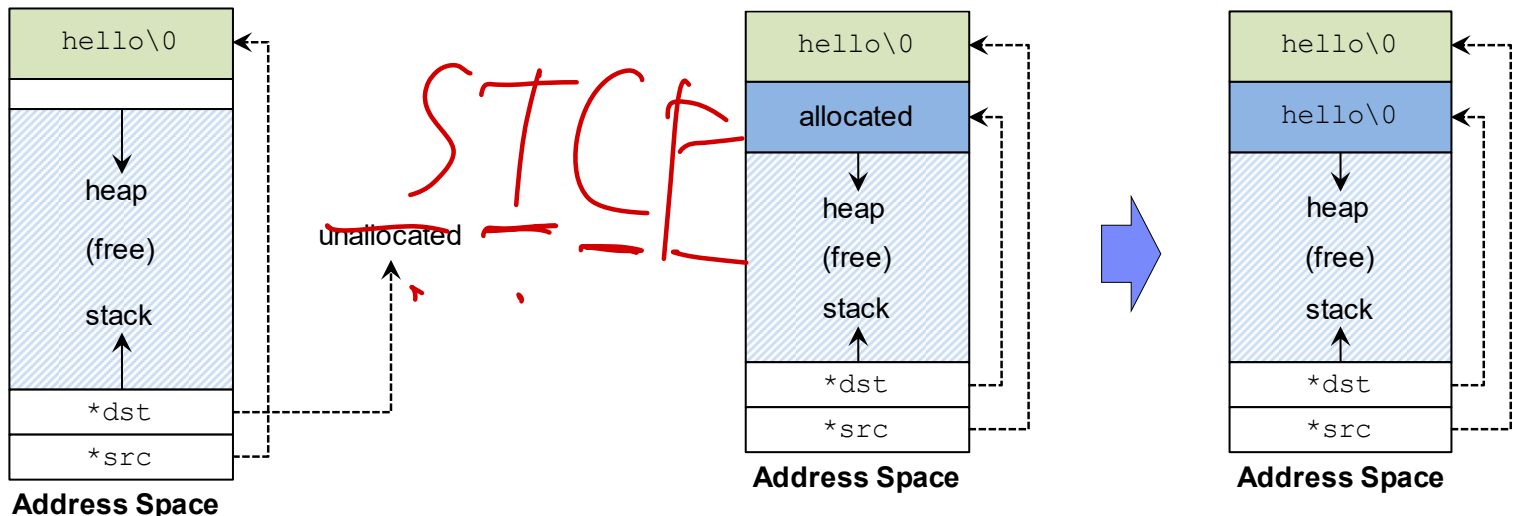 hello\0
heap
(free)
stack
*dst
*src
Address Space
unallocated
hello\0
allocated
heap
(free)
stack
*dst
*src
Address Space
hello\0
hello\0
heap
(free)
stack
*dst
*src
Address Space